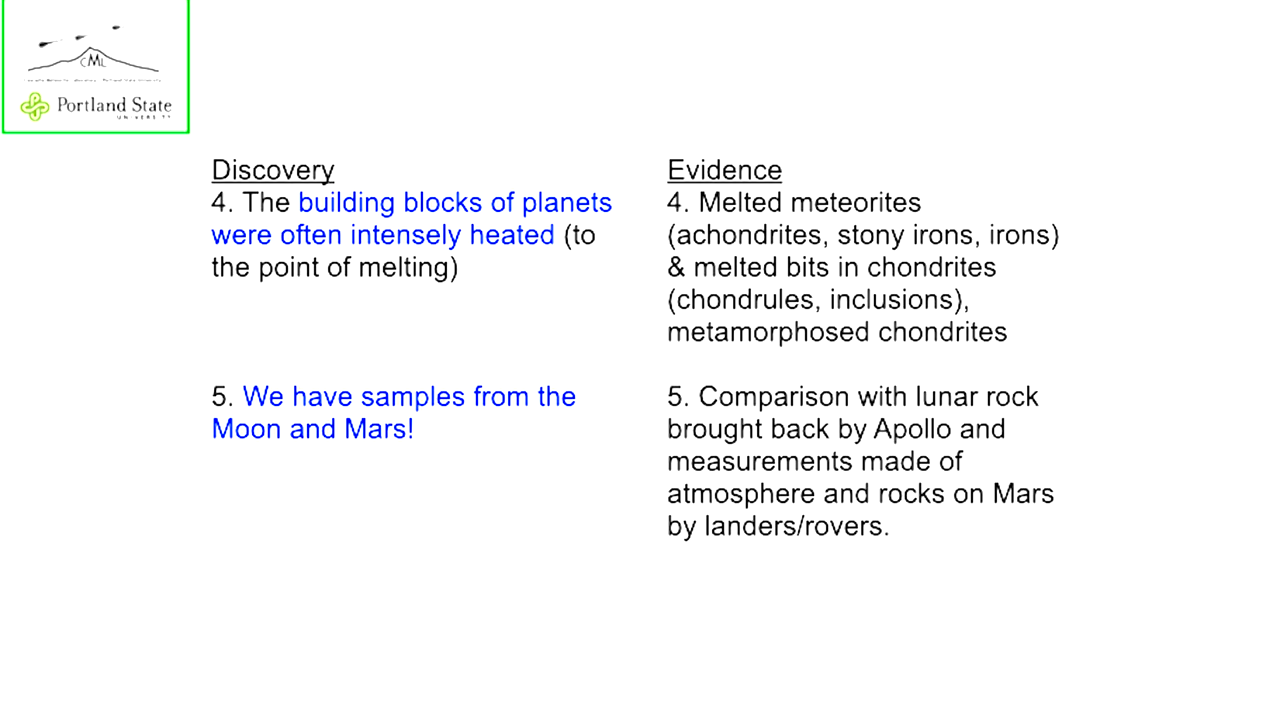 CML
Portland State
UNIVERSITY
Discovery
4. The building blocks of planets
were often intensely heated (to
the point of melting)
5. We have samples from the
Moon and Mars!
Evidence
4. Melted meteorites
(achondrites, stony irons, irons)
& melted bits in chondrites
(chondrules, inclusions),
metamorphosed chondrites
5. Comparison with lunar rock
brought back by Apollo and
measurements made of
atmosphere and rocks on Mars
by landers/rovers.